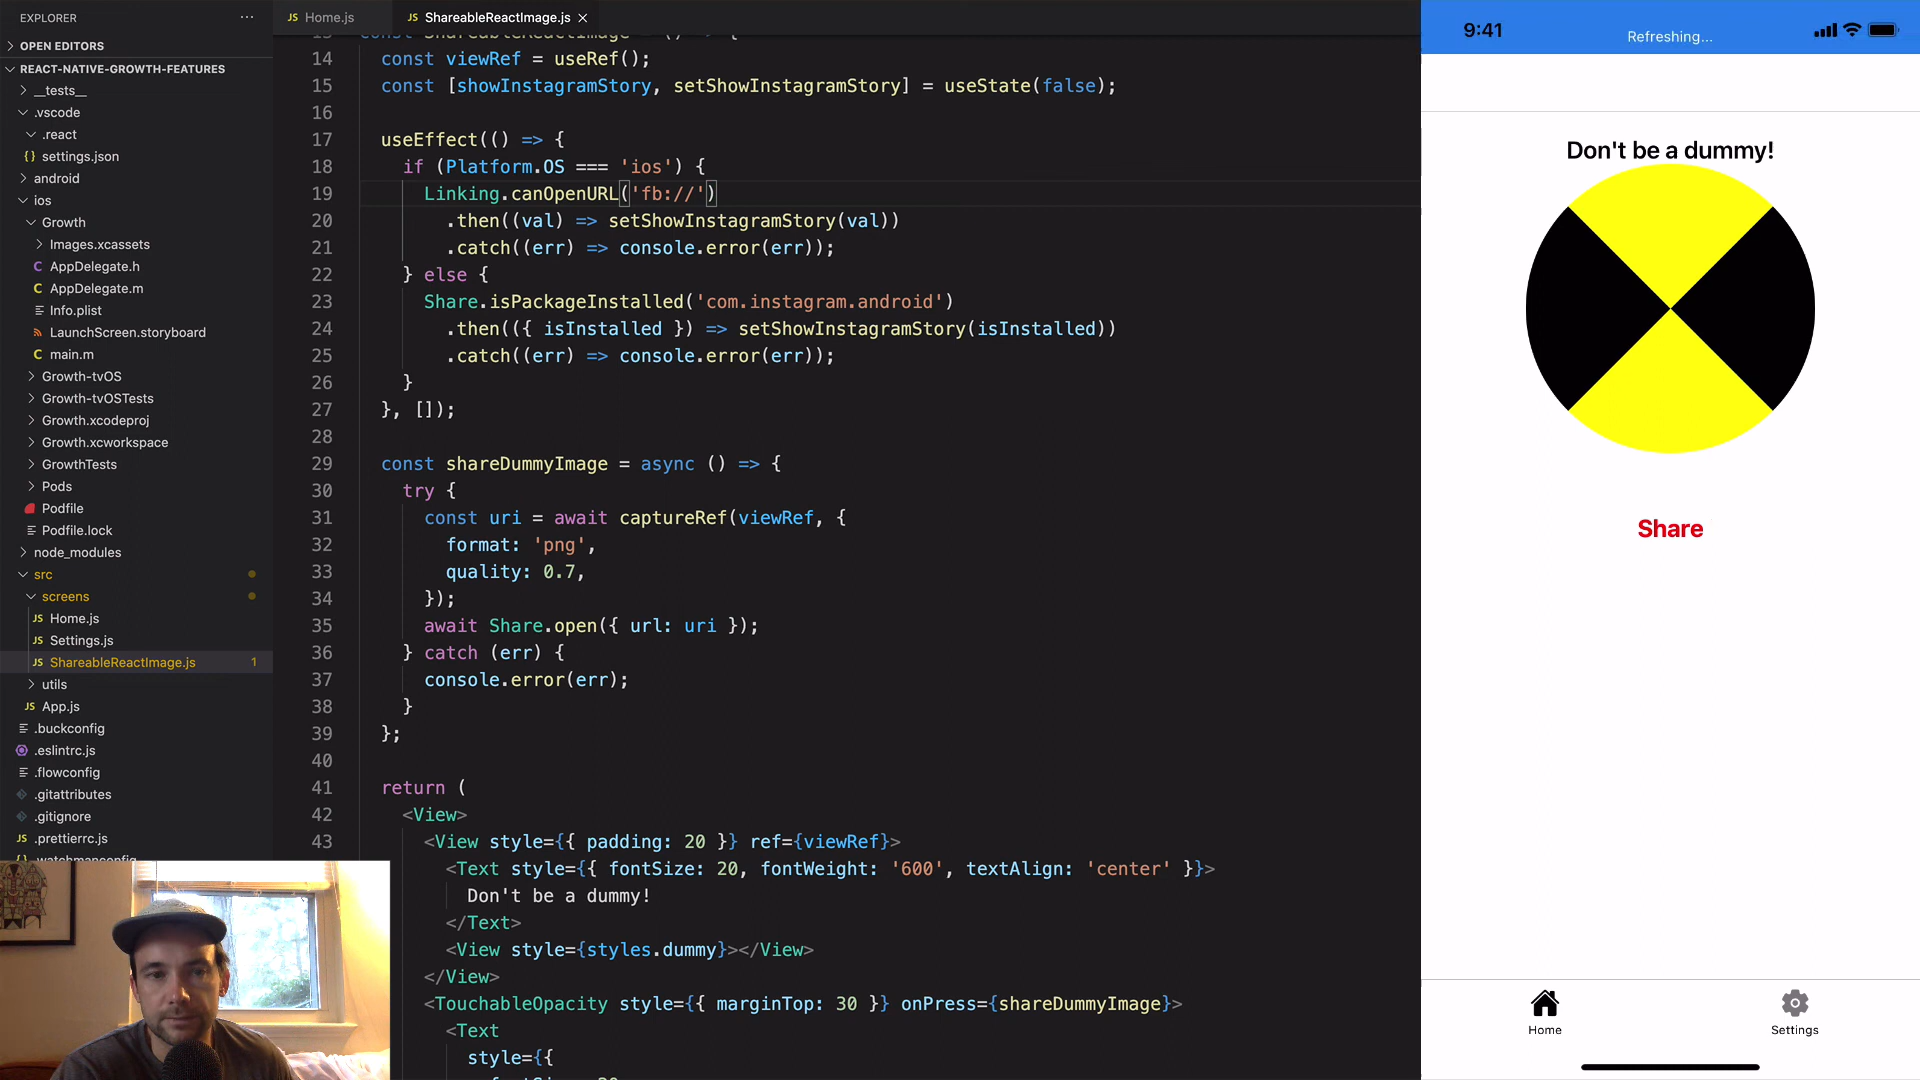 EXPLORER
OPEN EDITORS
REACT-NATIVE-GROWTH-FEATURES
__tests__
.vscode
.react
settings.json
android
ios
Growth
Images.xcassets
AppDelegate.h
AppDelegate.m
Info.plist
LaunchScreen.storyboard
main.m
Growth-tvOS
Growth-tvOSTests
Growth.xcodeproj
Growth.xcworkspace
GrowthTests
Pods
Podfile
Podfile.lock
node_modules
src
screens
JS Home.js
JS Settings.js
JS ShareableReactImage.js 1
utils
JS App.js
.buckconfig
.eslintrc.js
.flowconfig
.gitattributes
.gitignore
JS .prettierrc.js
.watchmanconfig
JS Home.js
JS ShareableReactImage.js
13 const ShareableReactImage = () => {
14 const viewRef = useRef();
15 const [showInstagramStory, setShowInstagramStory] = useState(false);
16
17 useEffect(() => {
18 if (Platform.OS === 'ios') {
19 Linking.canOpenURL('fb://')
20 .then((val) => setShowInstagramStory(val))
21 .catch((err) => console.error(err));
22 } else {
23 Share.isPackageInstalled('com.instagram.android')
24 .then(({ isInstalled }) => setShowInstagramStory(isInstalled))
25 .catch((err) => console.error(err));
26 }
27 }, []);
28
29 const shareDummyImage = async () => {
30 try {
31 const uri = await captureRef(viewRef, {
32 format: 'png',
33 quality: 0.7,
34 });
35 await Share.open({ url: uri });
36 } catch (err) {
37 console.error(err);
38 }
39 };
40
41 return (
42 <View>
43 <View style={{ padding: 20 }} ref={viewRef}>
<Text style={{ fontSize: 20, fontWeight: '600', textAlign: 'center' }}>
Don't be a dummy!
</Text>
<View style={styles.dummy}></View>
</View>
<TouchableOpacity style={{ marginTop: 30 }} onPress={shareDummyImage}>
<Text
style={{
9:41
Refreshing...
Don't be a dummy!
Share
Home
Settings